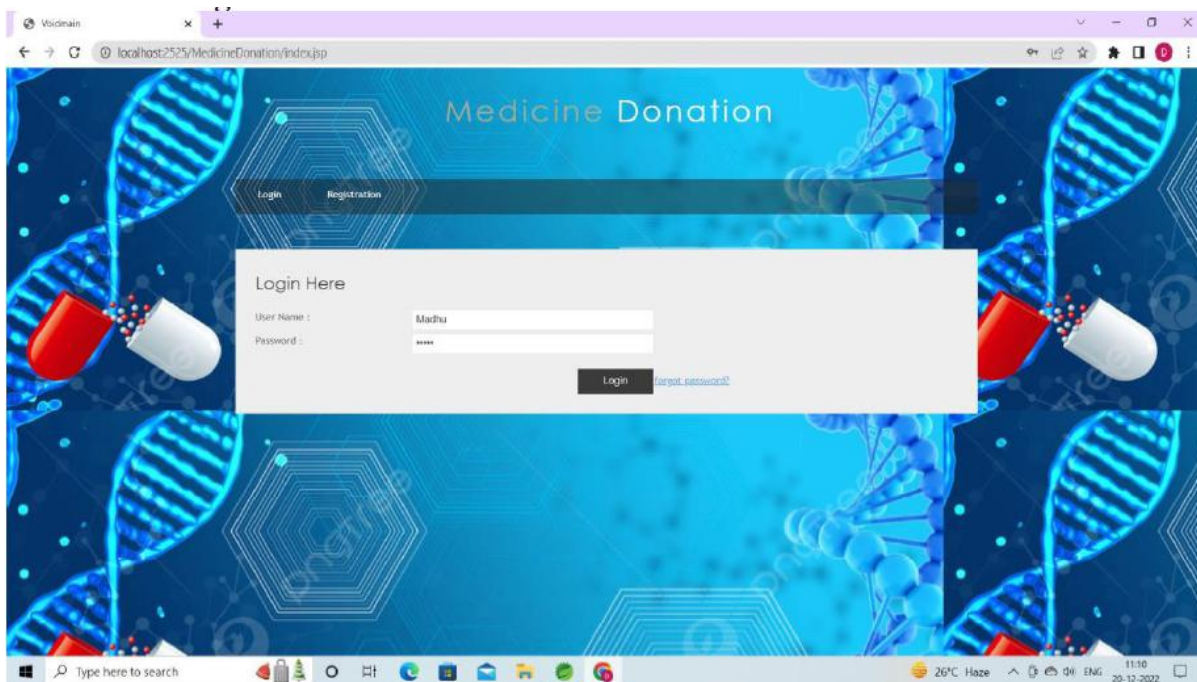 Voidmain
localhost:2525/MedicineDonation/index.jsp
D
Medicine Donation
Login Registration
Login Here
User Name : Madhu
Password : •••••
Login forgot password?
pngtree
Type here to search
26°C Haze
ENG
11:10
20-12-2022